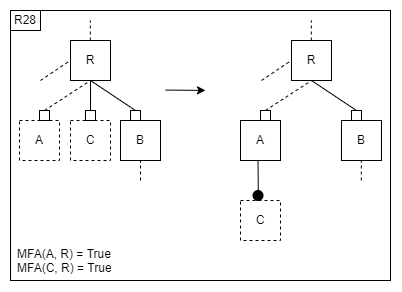 R28
R
R
A
C
B
A
B
C
MFA(A, R) = True
MFA(C, R) = True